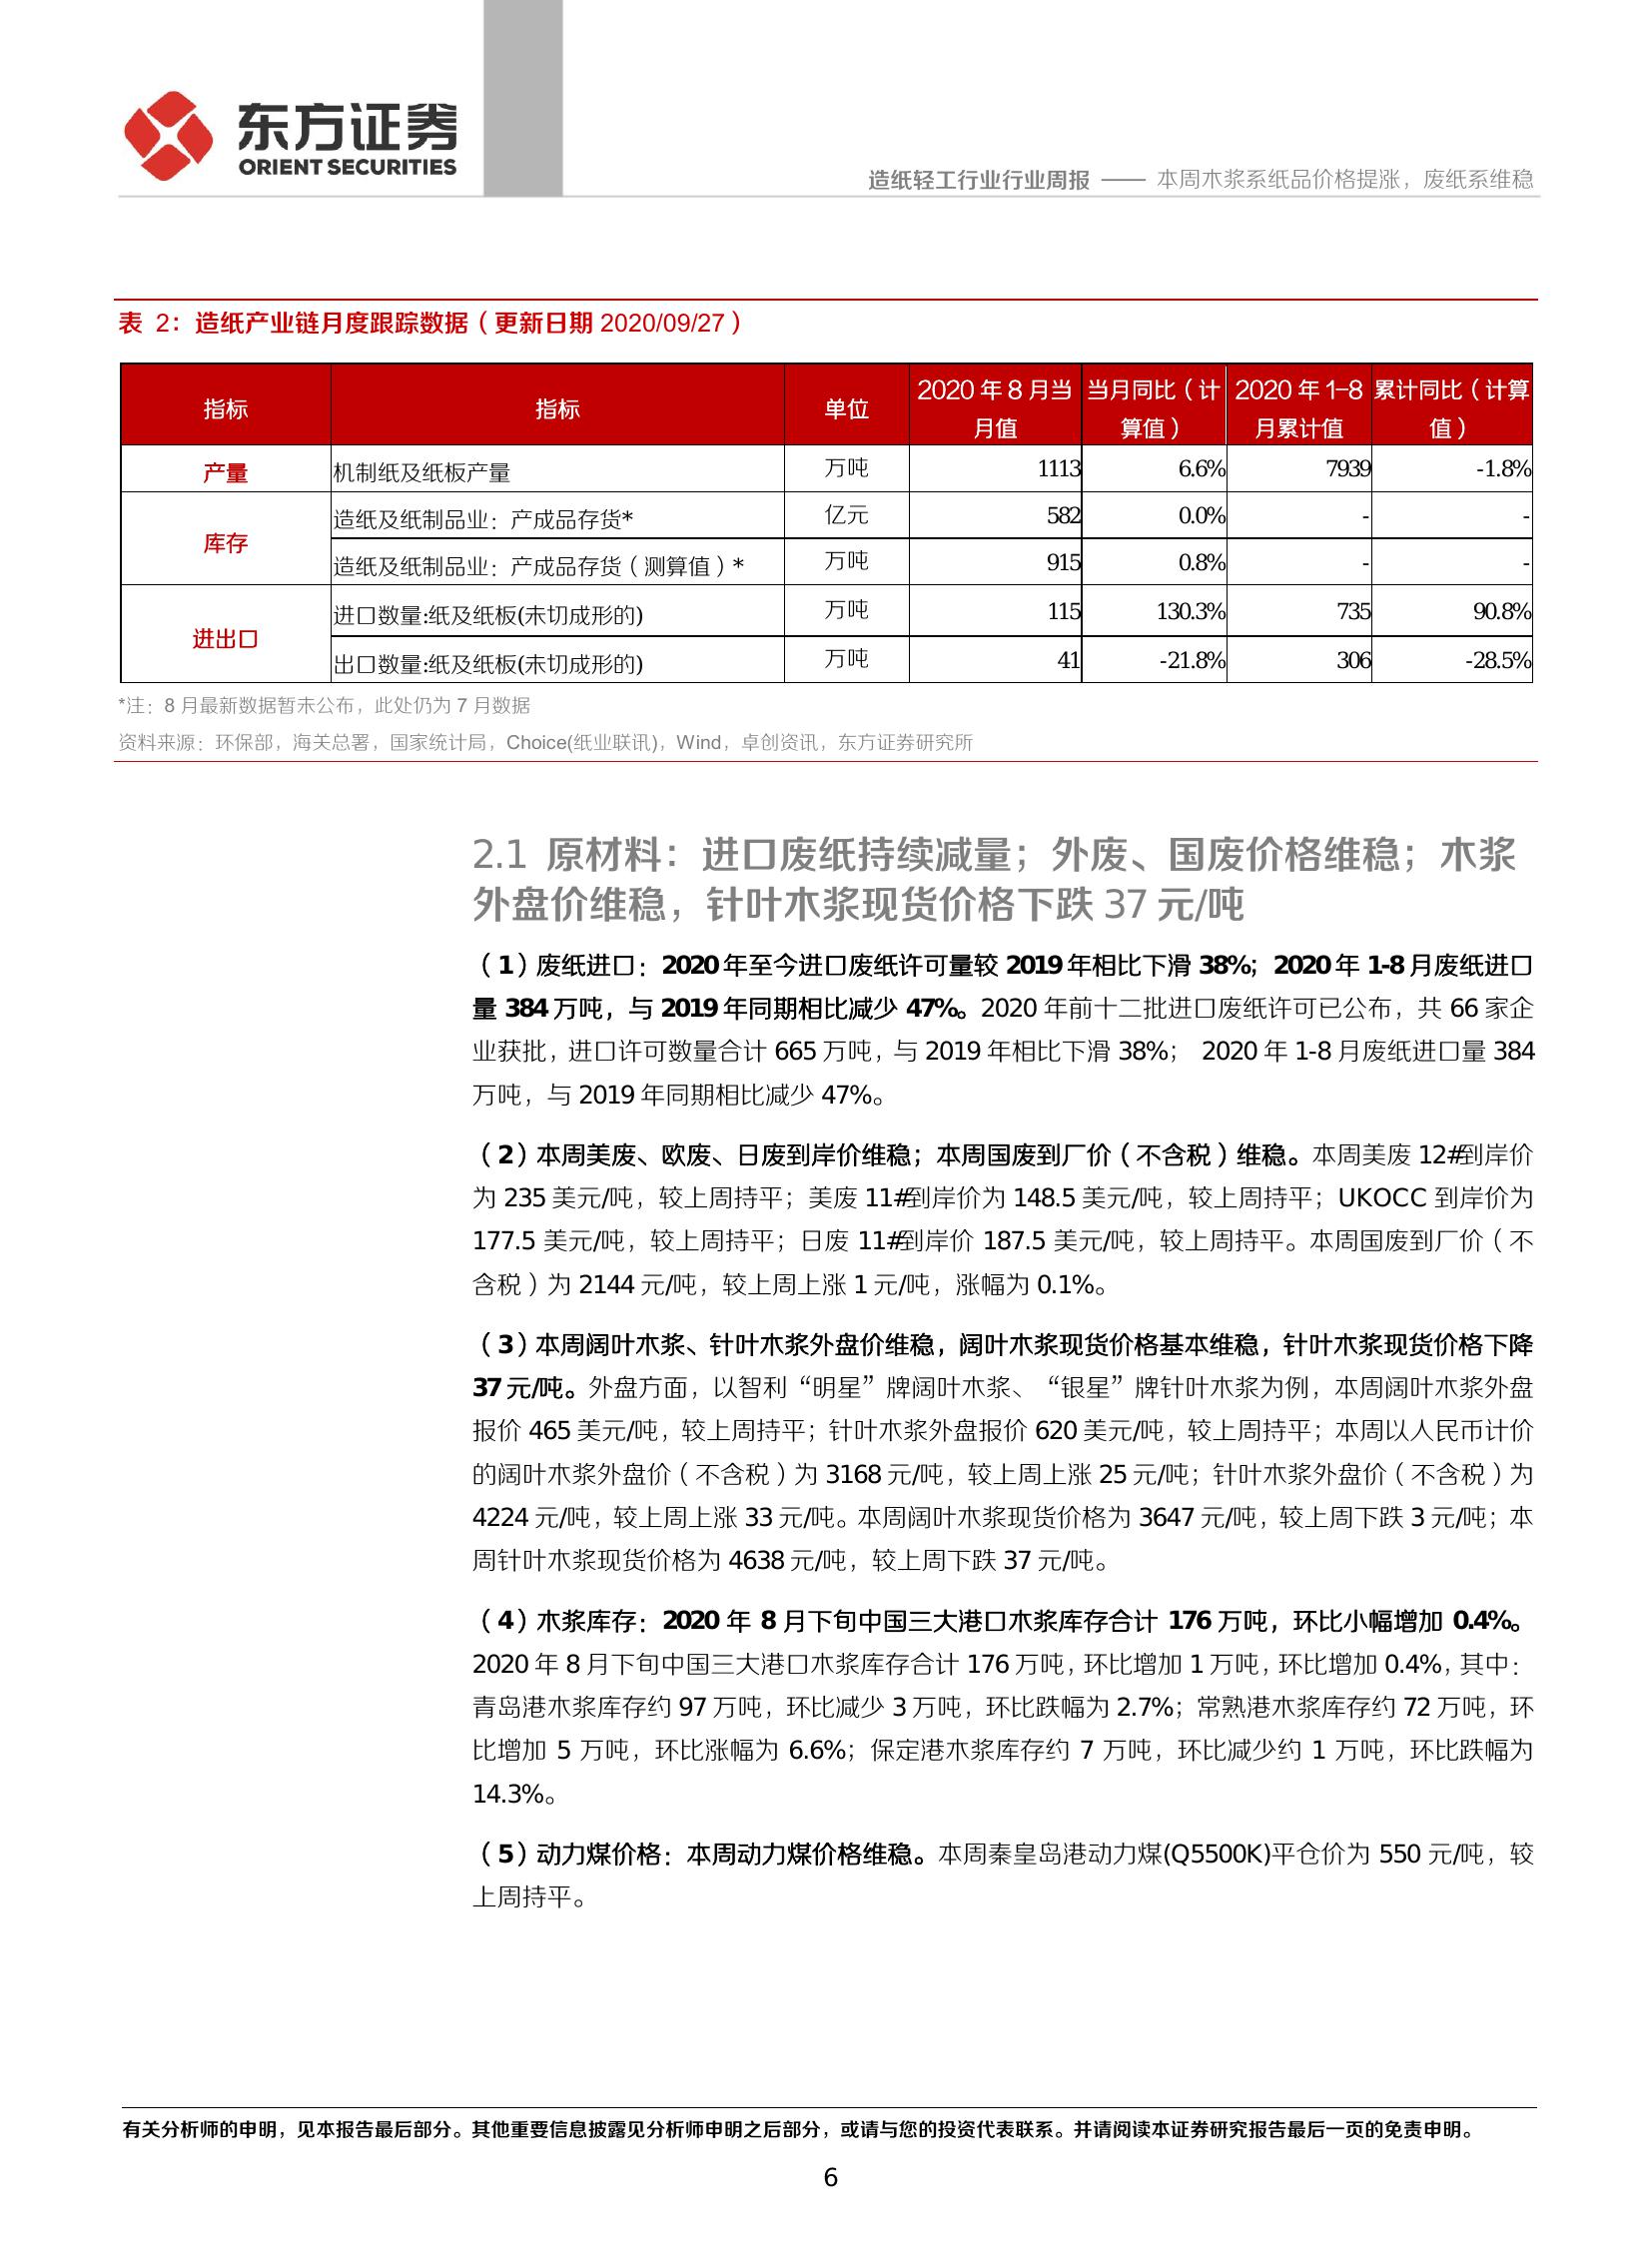 东方证券
ORIENT SECURITIES
造纸轻工行业行业周报 —— 本周木浆系纸品价格提涨，废纸系维稳
表 2：造纸产业链月度跟踪数据（更新日期 2020/09/27）
指标 指标 单位 2020 年 8 月当月值 当月同比（计算值） 2020 年 1-8 月累计值 累计同比（计算值）
产量 机制纸及纸板产量 万吨 1113 6.6% 7939 -1.8%
库存 造纸及纸制品业：产成品存货* 亿元 582 0.0% - -
造纸及纸制品业：产成品存货（测算值）* 万吨 915 0.8% - -
进出口 进口数量:纸及纸板(未切成形的) 万吨 115 130.3% 735 90.8%
出口数量:纸及纸板(未切成形的) 万吨 41 -21.8% 306 -28.5%
*注：8 月最新数据暂未公布，此处仍为 7 月数据
资料来源：环保部，海关总署，国家统计局，Choice(纸业联讯)，Wind，卓创资讯，东方证券研究所
2.1 原材料：进口废纸持续减量；外废、国废价格维稳；木浆
外盘价维稳，针叶木浆现货价格下跌 37 元/吨
（1）废纸进口：2020 年至今进口废纸许可量较 2019 年相比下滑 38%；2020 年 1-8 月废纸进口
量 384 万吨，与 2019 年同期相比减少 47%。2020 年前十二批进口废纸许可已公布，共 66 家企
业获批，进口许可数量合计 665 万吨，与 2019 年相比下滑 38%； 2020 年 1-8 月废纸进口量 384
万吨，与 2019 年同期相比减少 47%。
（2）本周美废、欧废、日废到岸价维稳；本周国废到厂价（不含税）维稳。本周美废 12#到岸价
为 235 美元/吨，较上周持平；美废 11#到岸价为 148.5 美元/吨，较上周持平；UKOCC 到岸价为
177.5 美元/吨，较上周持平；日废 11#到岸价 187.5 美元/吨，较上周持平。本周国废到厂价（不
含税）为 2144 元/吨，较上周上涨 1 元/吨，涨幅为 0.1%。
（3）本周阔叶木浆、针叶木浆外盘价维稳，阔叶木浆现货价格基本维稳，针叶木浆现货价格下降
37 元/吨。外盘方面，以智利“明星”牌阔叶木浆、“银星”牌针叶木浆为例，本周阔叶木浆外盘
报价 465 美元/吨，较上周持平；针叶木浆外盘报价 620 美元/吨，较上周持平；本周以人民币计价
的阔叶木浆外盘价（不含税）为 3168 元/吨，较上周上涨 25 元/吨；针叶木浆外盘价（不含税）为
4224 元/吨，较上周上涨 33 元/吨。本周阔叶木浆现货价格为 3647 元/吨，较上周下跌 3 元/吨；本
周针叶木浆现货价格为 4638 元/吨，较上周下跌 37 元/吨。
（4）木浆库存：2020 年 8 月下旬中国三大港口木浆库存合计 176 万吨，环比小幅增加 0.4%。
2020 年 8 月下旬中国三大港口木浆库存合计 176 万吨，环比增加 1 万吨，环比增加 0.4%，其中：
青岛港木浆库存约 97 万吨，环比减少 3 万吨，环比跌幅为 2.7%；常熟港木浆库存约 72 万吨，环
比增加 5 万吨，环比涨幅为 6.6%；保定港木浆库存约 7 万吨，环比减少约 1 万吨，环比跌幅为
14.3%。
（5）动力煤价格：本周动力煤价格维稳。本周秦皇岛港动力煤(Q5500K)平仓价为 550 元/吨，较
上周持平。
有关分析师的申明，见本报告最后部分。其他重要信息披露见分析师申明之后部分，或请与您的投资代表联系。并请阅读本证券研究报告最后一页的免责申明。
6